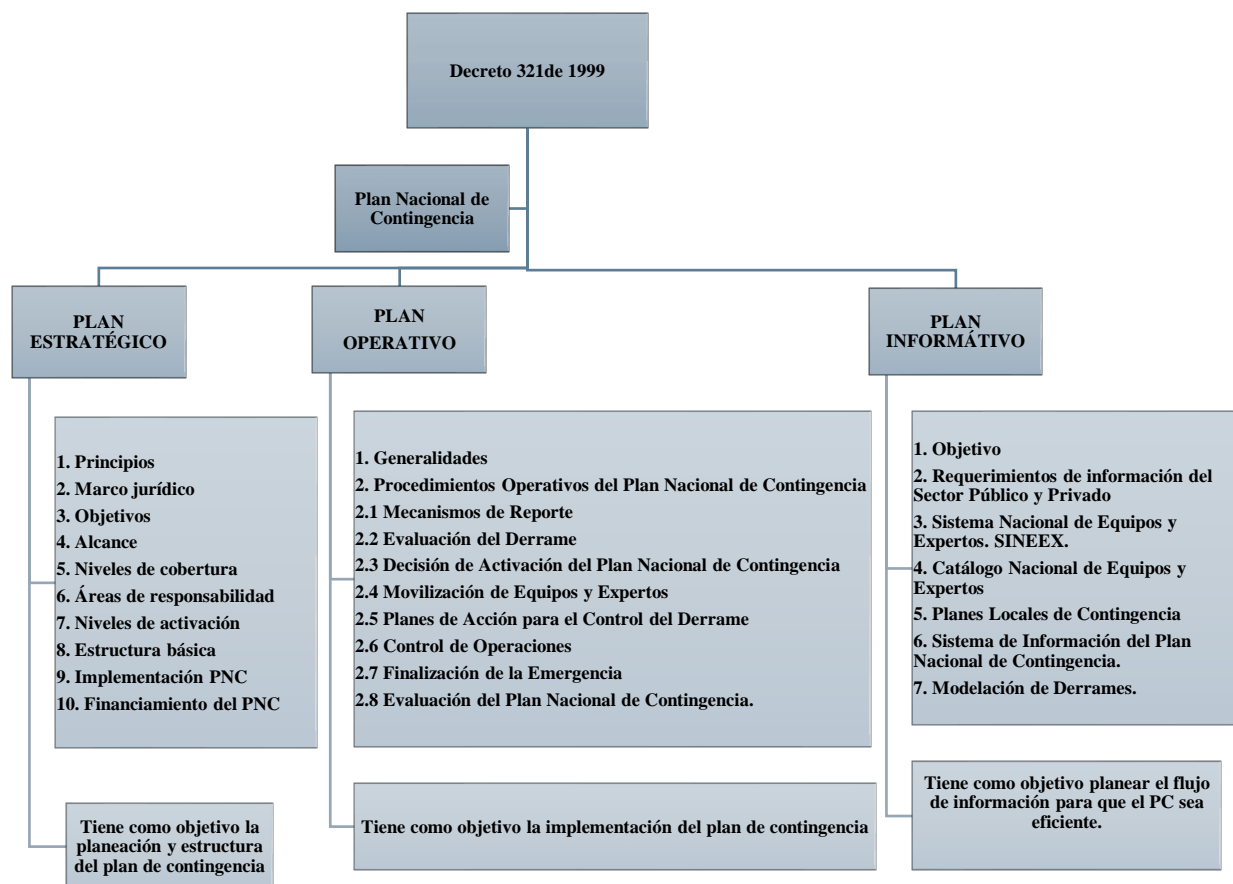 Decreto 321de 1999
Plan Nacional de
Contingencia
PLAN
ESTRATÉGICO
1. Principios
2. Marco jurídico
3. Objetivos
4. Alcance
5. Niveles de cobertura
6. Áreas de responsabilidad
7. Niveles de activación
8. Estructura básica
9. Implementación PNC
10. Financiamiento del PNC
Tiene como objetivo la
planeación y estructura
del plan de contingencia
PLAN
OPERATIVO
1. Generalidades
2. Procedimientos Operativos del Plan Nacional de Contingencia
2.1 Mecanismos de Reporte
2.2 Evaluación del Derrame
2.3 Decisión de Activación del Plan Nacional de Contingencia
2.4 Movilización de Equipos y Expertos
2.5 Planes de Acción para el Control del Derrame
2.6 Control de Operaciones
2.7 Finalización de la Emergencia
2.8 Evaluación del Plan Nacional de Contingencia.
Tiene como objetivo la implementación del plan de contingencia
PLAN
INFORMÁTIVO
1. Objetivo
2. Requerimientos de información del
Sector Público y Privado
3. Sistema Nacional de Equipos y
Expertos. SINEEX.
4. Catálogo Nacional de Equipos y
Expertos
5. Planes Locales de Contingencia
6. Sistema de Información del Plan
Nacional de Contingencia.
7. Modelación de Derrames.
Tiene como objetivo planear el flujo
de información para que el PC sea
eficiente.